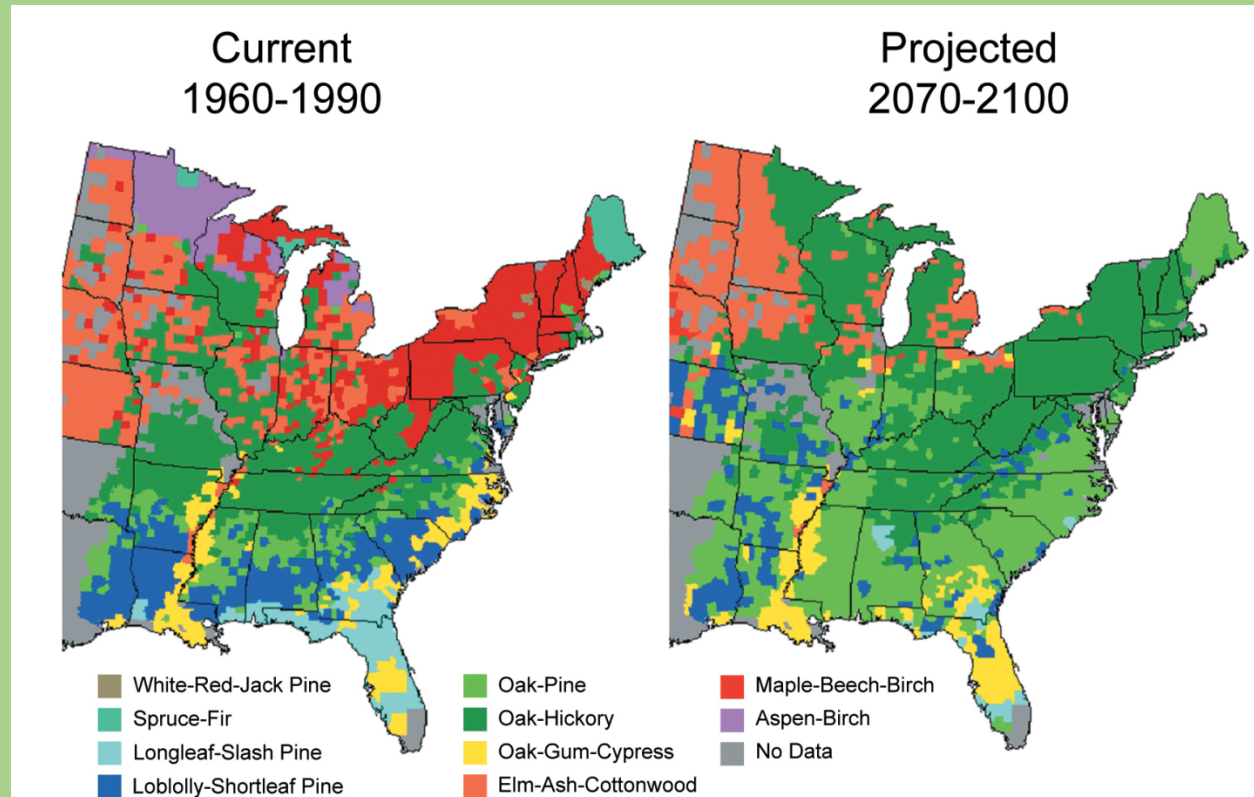 Current
1960-1990
Projected
2070-2100
White-Red-Jack Pine
Spruce-Fir
Longleaf-Slash Pine
Loblolly-Shortleaf Pine
Oak-Pine
Oak-Hickory
Oak-Gum-Cypress
Elm-Ash-Cottonwood
Maple-Beech-Birch
Aspen-Birch
No Data